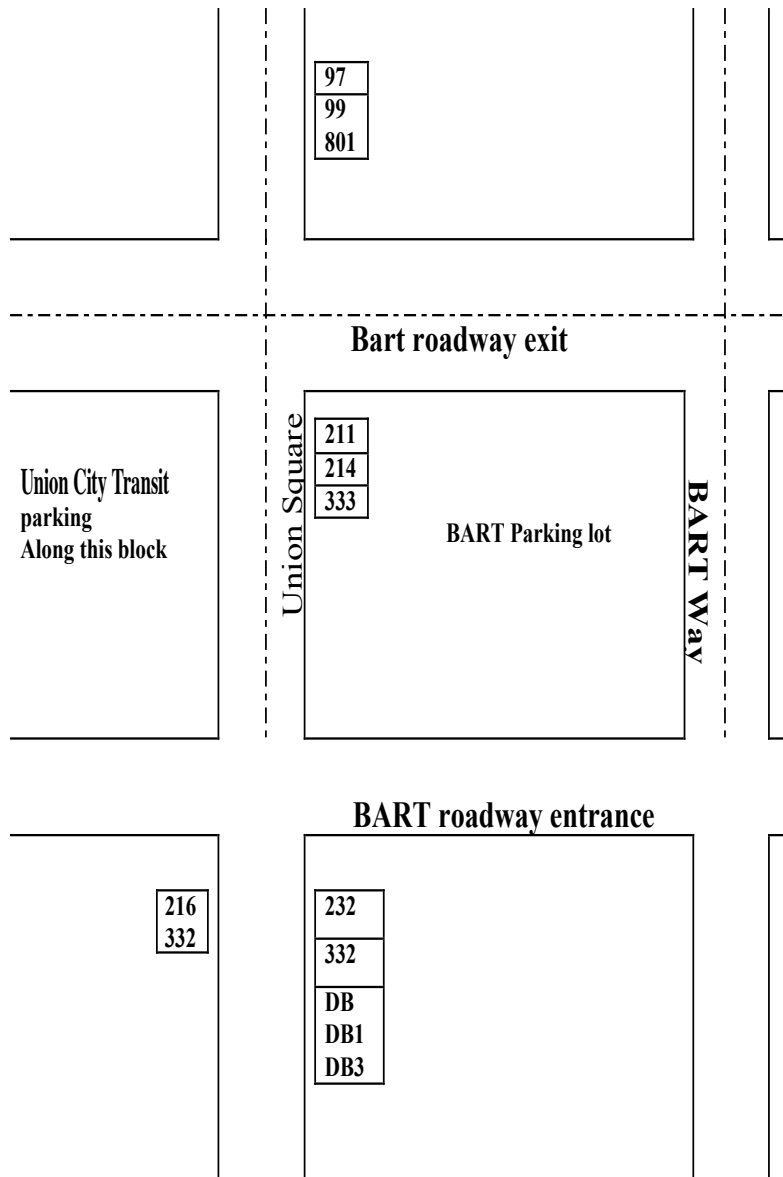 97
99
801
Bart roadway exit
Union City Transit
parking
Along this block
Union Square
211
214
333
BART Parking lot
BART Way
BART roadway entrance
216
332
232
332
DB
DB1
DB3